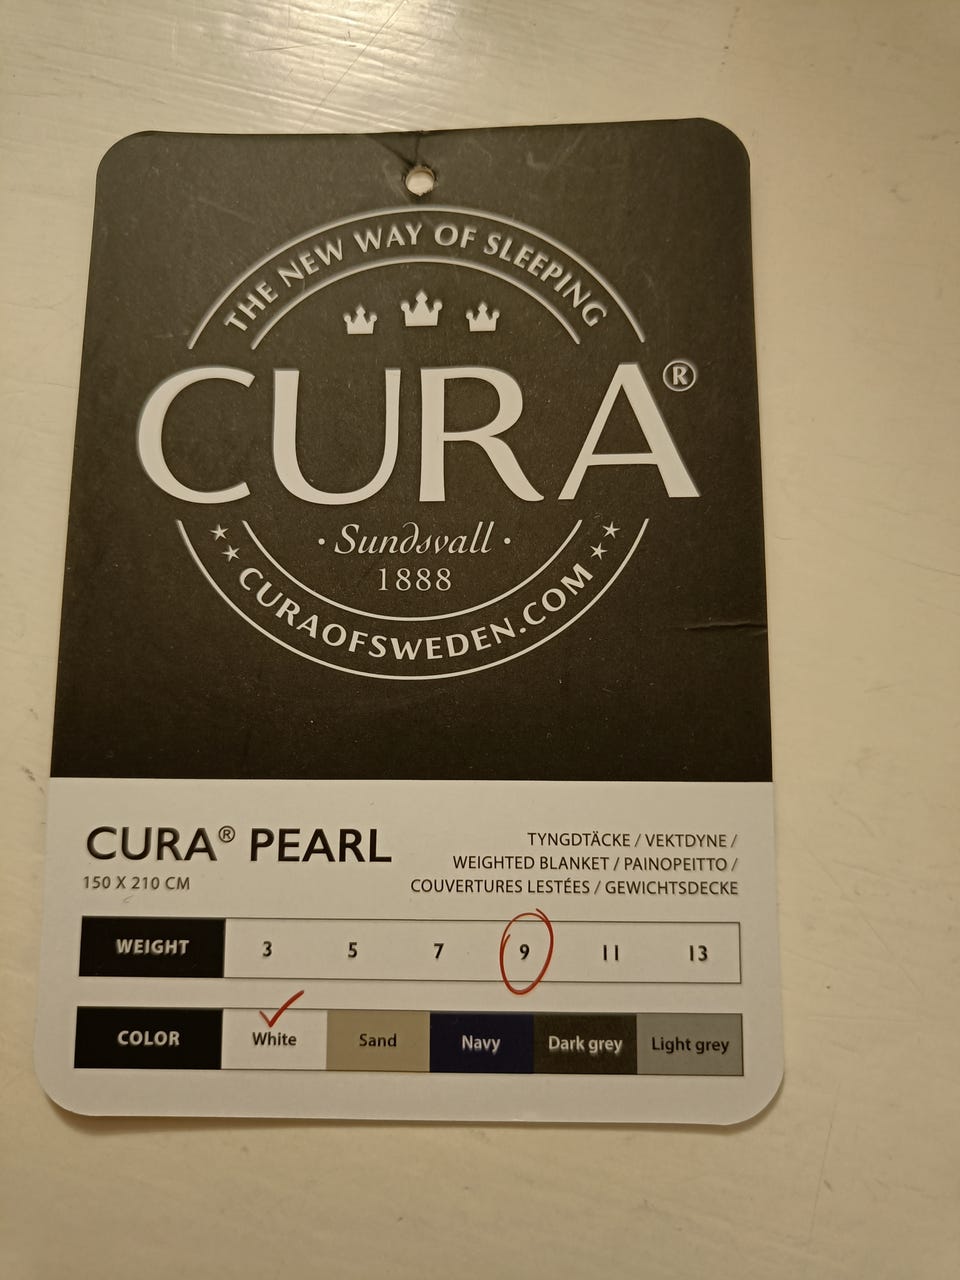 THE NEW WAY OF SLEEPING
CURA®
· Sundsvall ·
1888
CURAOFSWEDEN.COM
CURA® PEARL
150 X 210 CM
TYNGDTÄCKE / VEKTDYNE /
WEIGHTED BLANKET / PAINOPEITTO /
COUVERTURES LESTÉES / GEWICHTSDECKE
WEIGHT 3 5 7 9 11 13
COLOR White Sand Navy Dark grey Light grey